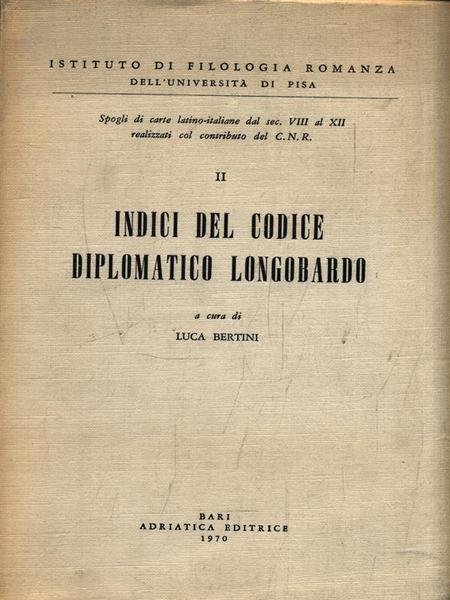 ISTITUTO DI FILOLOGIA ROMANZA
DELL'UNIVERSITÀ DI PISA
Spogli di carte latino-italiane dal sec. VIII al XII
realizzati col contributo del C.N.R.
II
INDICI DEL CODICE
DIPLOMATICO LONGOBARDO
a cura di
LUCA BERTINI
BARI
ADRIATICA EDITRICE
1970